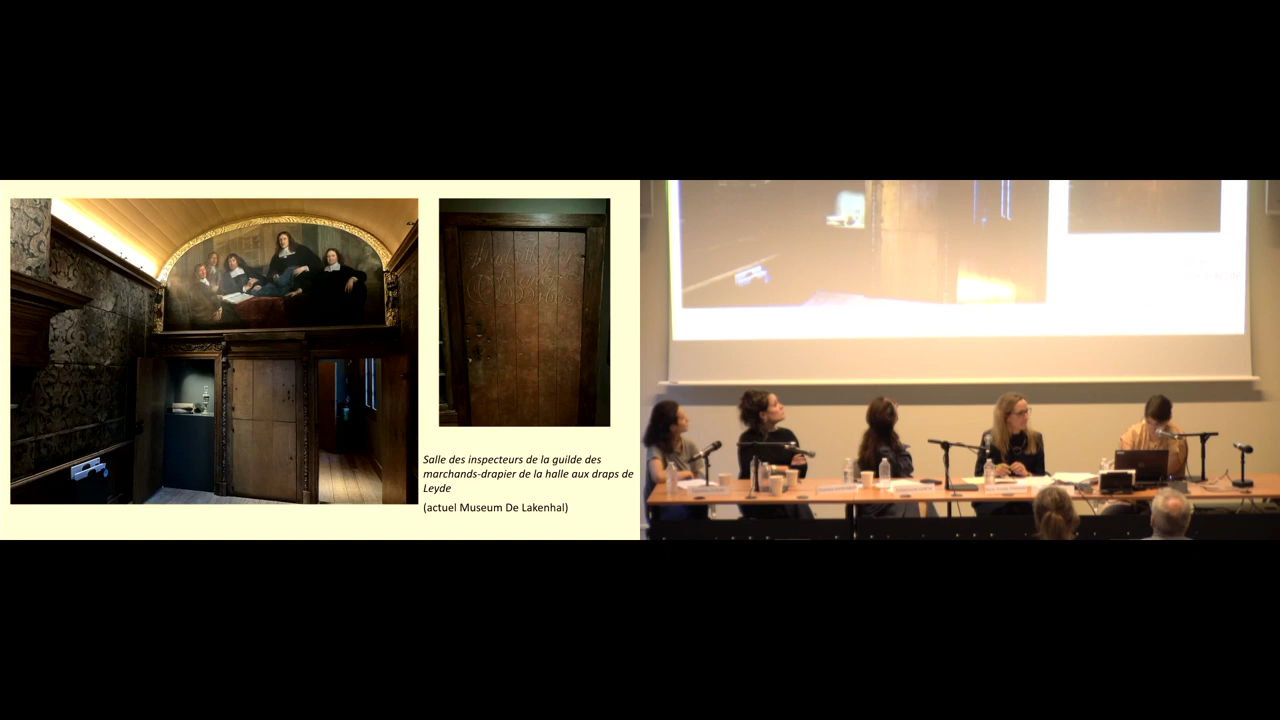 Salle des inspecteurs de la guilde des
marchands-drapier de la halle aux draps de
Leyde
(actuel Museum De Lakenhal)